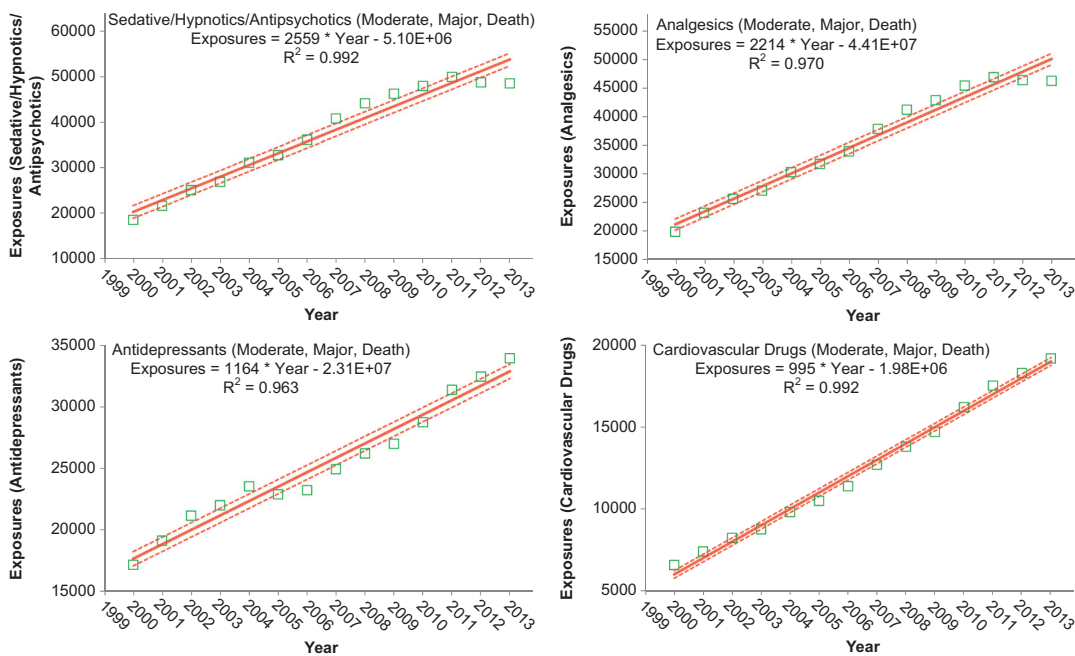 Sedative/Hypnotics/Antipsychotics (Moderate, Major, Death)
Exposures = 2559 * Year - 5.10E+06
R² = 0.992
Exposures (Sedative/Hypnotics/
Antipsychotics)
60000
50000
40000
30000
20000
10000
1999 2000 2001 2002 2003 2004 2005 2006 2007 2008 2009 2010 2011 2012 2013
Year
Analgesics (Moderate, Major, Death)
Exposures = 2214 * Year - 4.41E+07
R² = 0.970
Exposures (Analgesics)
55000
50000
45000
40000
35000
30000
25000
20000
15000
1999 2000 2001 2002 2003 2004 2005 2006 2007 2008 2009 2010 2011 2012 2013
Year
Antidepressants (Moderate, Major, Death)
Exposures = 1164 * Year - 2.31E+07
R² = 0.963
Exposures (Antidepressants)
35000
30000
25000
20000
15000
1999 2000 2001 2002 2003 2004 2005 2006 2007 2008 2009 2010 2011 2012 2013
Year
Cardiovascular Drugs (Moderate, Major, Death)
Exposures = 995 * Year - 1.98E+06
R² = 0.992
Exposures (Cardiovascular Drugs)
20000
15000
10000
5000
1999 2000 2001 2002 2003 2004 2005 2006 2007 2008 2009 2010 2011 2012 2013
Year